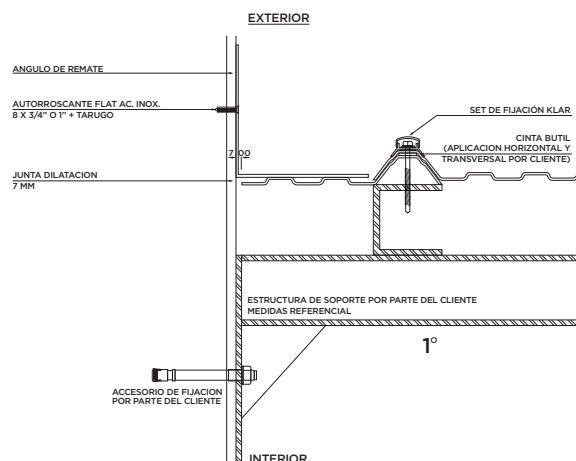 EXTERIOR
ANGULO DE REMATE
AUTORROSCANTE FLAT AC. INOX.
8 X 3/4" O 1" + TARUGO
SET DE FIJACIÓN KLAR
CINTA BUTIL
(APLICACION HORIZONTAL Y
TRANSVERSAL POR CLIENTE)
7,00
JUNTA DILATACION
7 MM
ESTRUCTURA DE SOPORTE POR PARTE DEL CLIENTE
MEDIDAS REFERENCIAL
1°
ACCESORIO DE FIJACION
POR PARTE DEL CLIENTE
INTERIOR